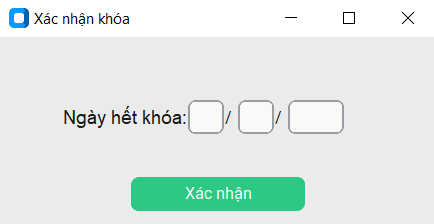 Xác nhận khóa
Ngày hết khóa: / /
Xác nhận